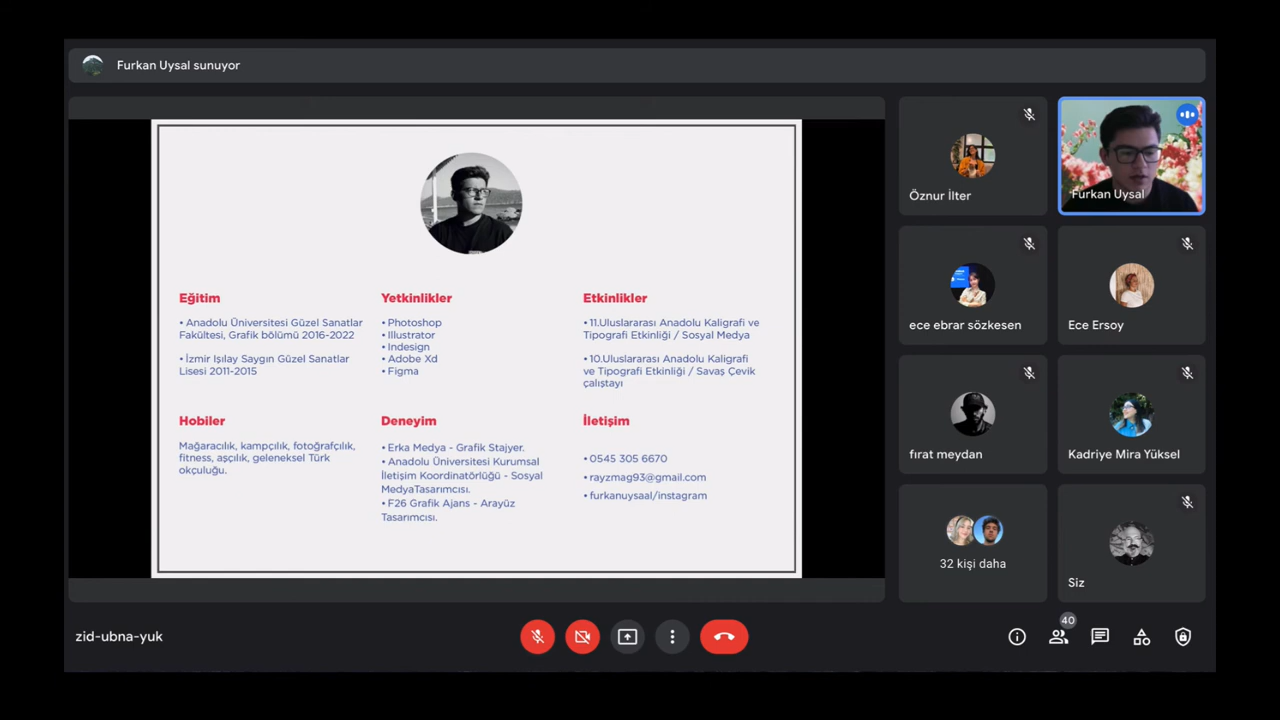 Furkan Uysal sunuyor
Eğitim
• Anadolu Üniversitesi Güzel Sanatlar
Fakültesi, Grafik bölümü 2016-2022
• İzmir Işılay Saygın Güzel Sanatlar
Lisesi 2011-2015
Yetkinlikler
• Photoshop
• Illustrator
• Indesign
• Adobe Xd
• Figma
Etkinlikler
• 11.Uluslararası Anadolu Kaligrafi ve
Tipografi Etkinliği / Sosyal Medya
• 10.Uluslararası Anadolu Kaligrafi
ve Tipografi Etkinliği / Savaş Çevik
çalıştayı
Hobiler
Mağaracılık, kampçılık, fotoğrafçılık,
fitness, aşçılık, geleneksel Türk
okçuluğu.
Deneyim
• Erka Medya - Grafik Stajyer.
• Anadolu Üniversitesi Kurumsal
İletişim Koordinatörlüğü - Sosyal
MedyaTasarımcısı.
• F26 Grafik Ajans - Arayüz
Tasarımcısı.
İletişim
• 0545 305 6670
• rayzmag93@gmail.com
• furkanuysaal/instagram
Öznur İlter
Furkan Uysal
ece ebrar sözkesen
Ece Ersoy
fırat meydan
Kadriye Mira Yüksel
32 kişi daha
Siz
zid-ubna-yuk
40